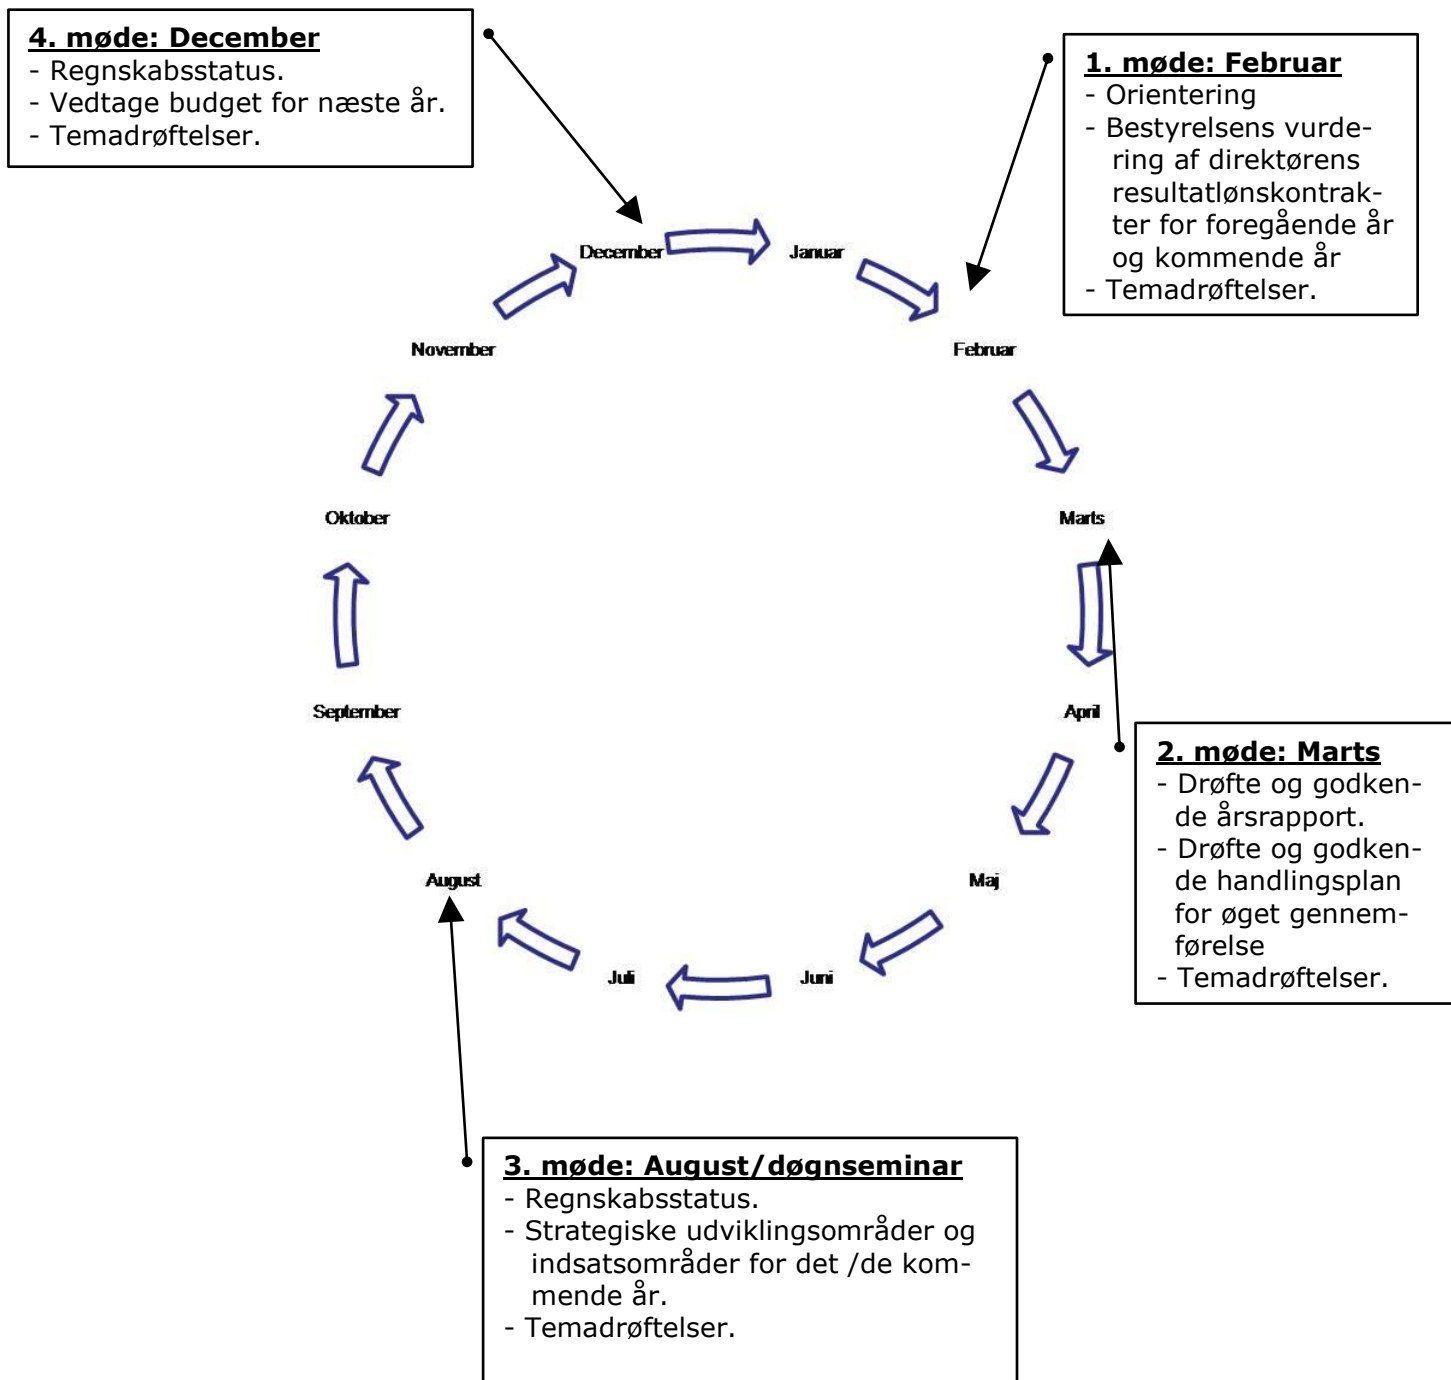 4. møde: December
- Regnskabsstatus.
- Vedtage budget for næste år.
- Temadrøftelser.
1. møde: Februar
- Orientering
- Bestyrelsens vurde-
ring af direktørens
resultatlønskontrak-
ter for foregående år
og kommende år
- Temadrøftelser.
December
Januar
November
Februar
Oktober
Marts
September
April
2. møde: Marts
- Drøfte og godken-
de årsrapport.
- Drøfte og godken-
de handlingsplan
for øget gennem-
førelse
- Temadrøftelser.
August
Maj
Juli
Juni
3. møde: August/døgnseminar
- Regnskabsstatus.
- Strategiske udviklingsområder og
indsatsområder for det /de kom-
mende år.
- Temadrøftelser.